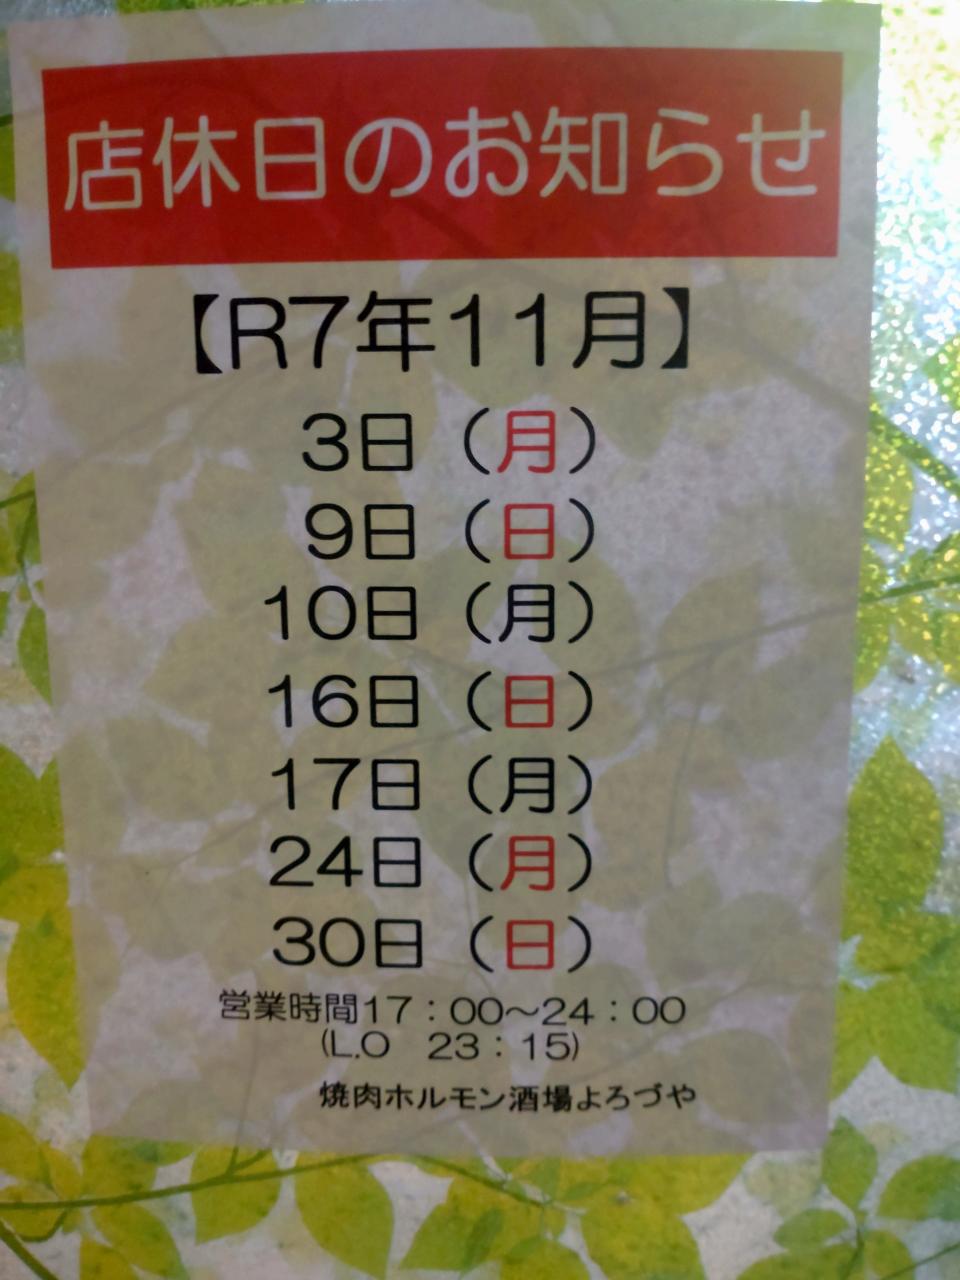 店休日のお知らせ
【R7年11月】
3日（月）
9日（日）
10日（月）
16日（日）
17日（月）
24日（月）
30日（日）
営業時間17：00～24：00
(L.O　23：15)
焼肉ホルモン酒場よろづや